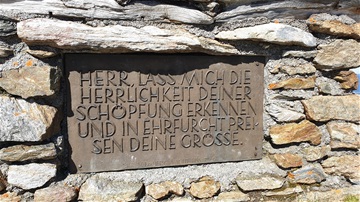 HERR LASS MICH DIE
HERRLICHKEIT DEINER
SCHÖPFUNG ERKENNEN
UND IN EHRFURCHT PREI
SEN DEINE GRÖSSE.